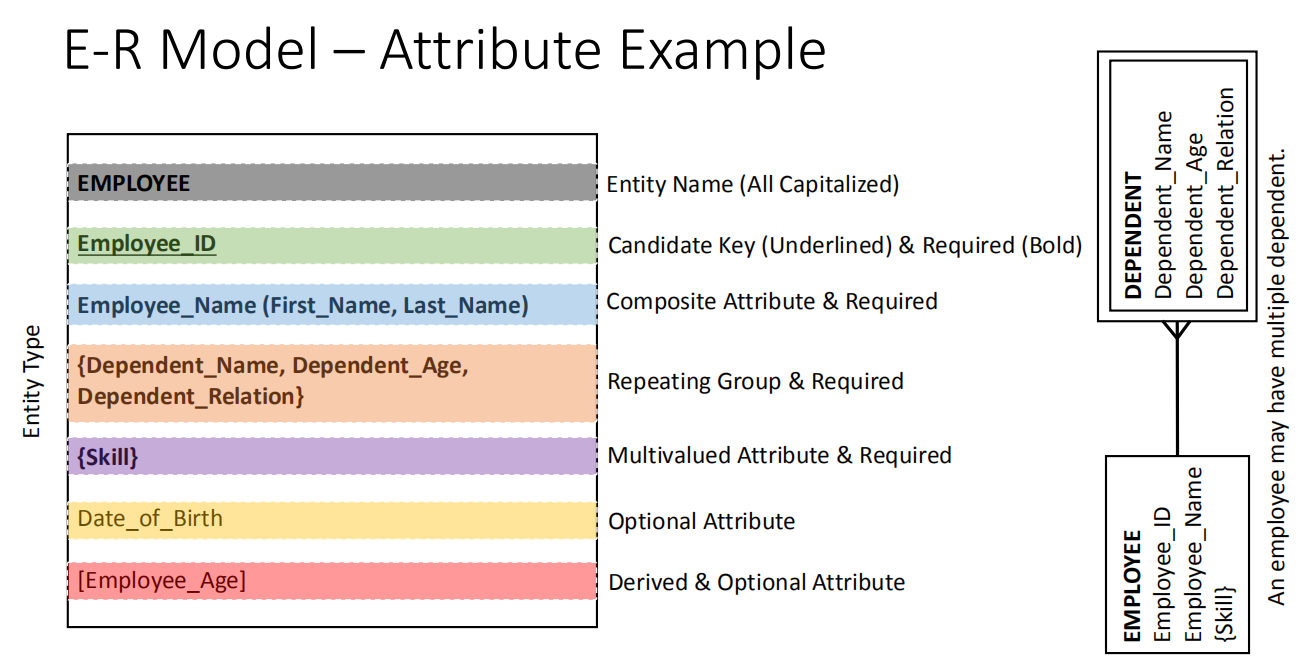 E-R Model – Attribute Example
Entity Type
EMPLOYEE
Entity Name (All Capitalized)
Employee_ID
Candidate Key (Underlined) & Required (Bold)
Employee_Name (First_Name, Last_Name)
Composite Attribute & Required
{Dependent_Name, Dependent_Age,
Dependent_Relation}
Repeating Group & Required
{Skill}
Multivalued Attribute & Required
Date_of_Birth
Optional Attribute
[Employee_Age]
Derived & Optional Attribute
DEPENDENT
Dependent_Name
Dependent_Age
Dependent_Relation
EMPLOYEE
Employee_ID
Employee_Name
{Skill}
An employee may have multiple dependent.